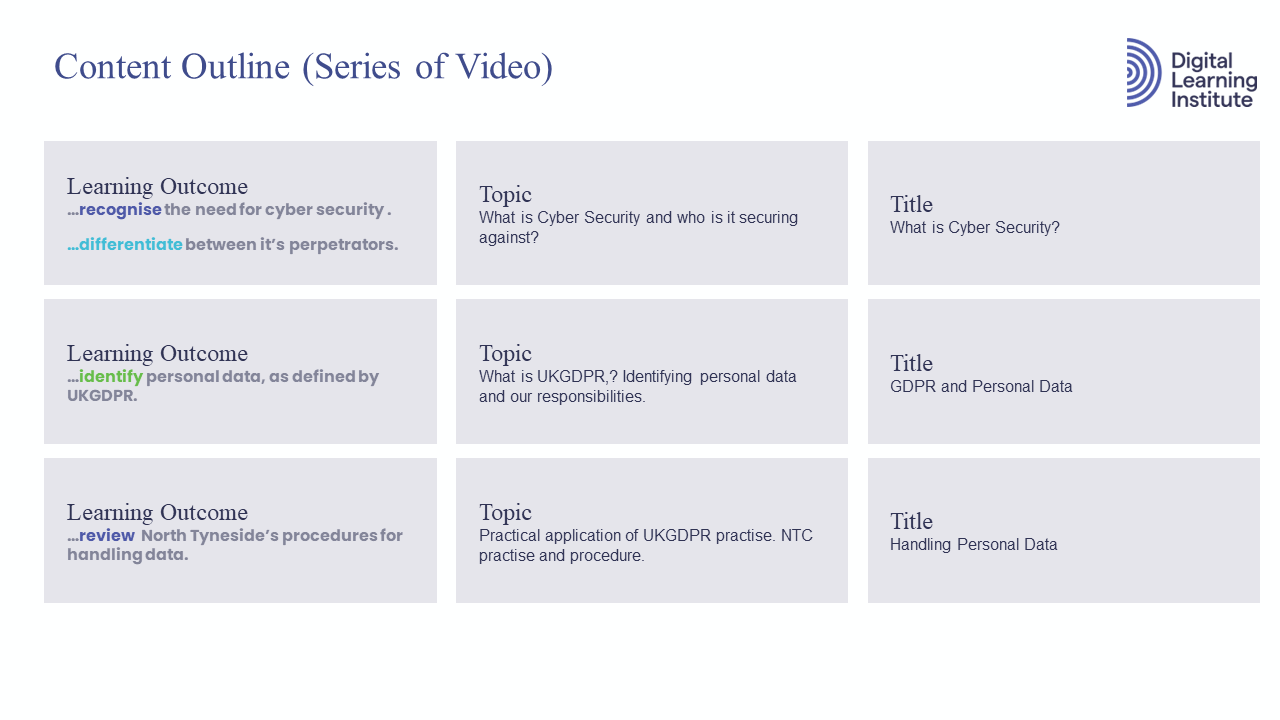 Content Outline (Series of Video)
Digital
Learning
Institute
Learning Outcome
…recognise the need for cyber security .
…differentiate between it’s perpetrators.
Topic
What is Cyber Security and who is it securing
against?
Title
What is Cyber Security?
Learning Outcome
…identify personal data, as defined by
UKGDPR.
Topic
What is UKGDPR,? Identifying personal data
and our responsibilities.
Title
GDPR and Personal Data
Learning Outcome
…review North Tyneside’s procedures for
handling data.
Topic
Practical application of UKGDPR practise. NTC
practise and procedure.
Title
Handling Personal Data